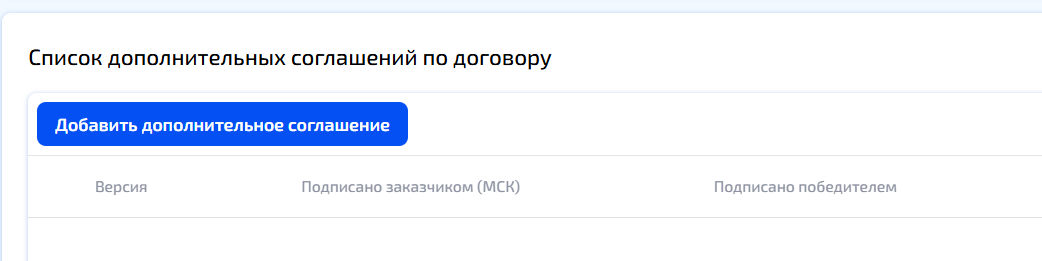 Список дополнительных соглашений по договору
Добавить дополнительное соглашение
Версия Подписано заказчиком (МСК) Подписано победителем